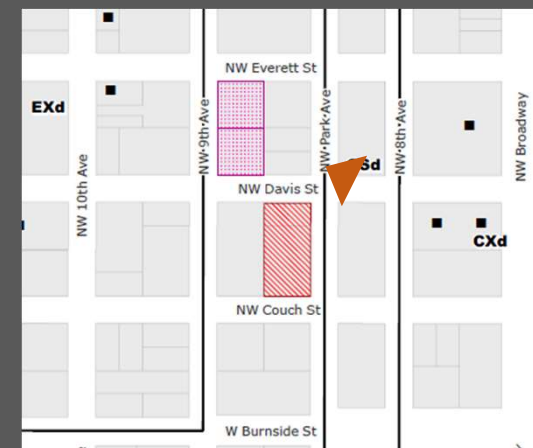 NW Everett St
EXd
NW·9th·Ave
NW·Park·Ave
NW·8th·Ave
NW Broadway
Sd
NW 10th Ave
NW Davis St
CXd
NW Couch St
W Burnside St